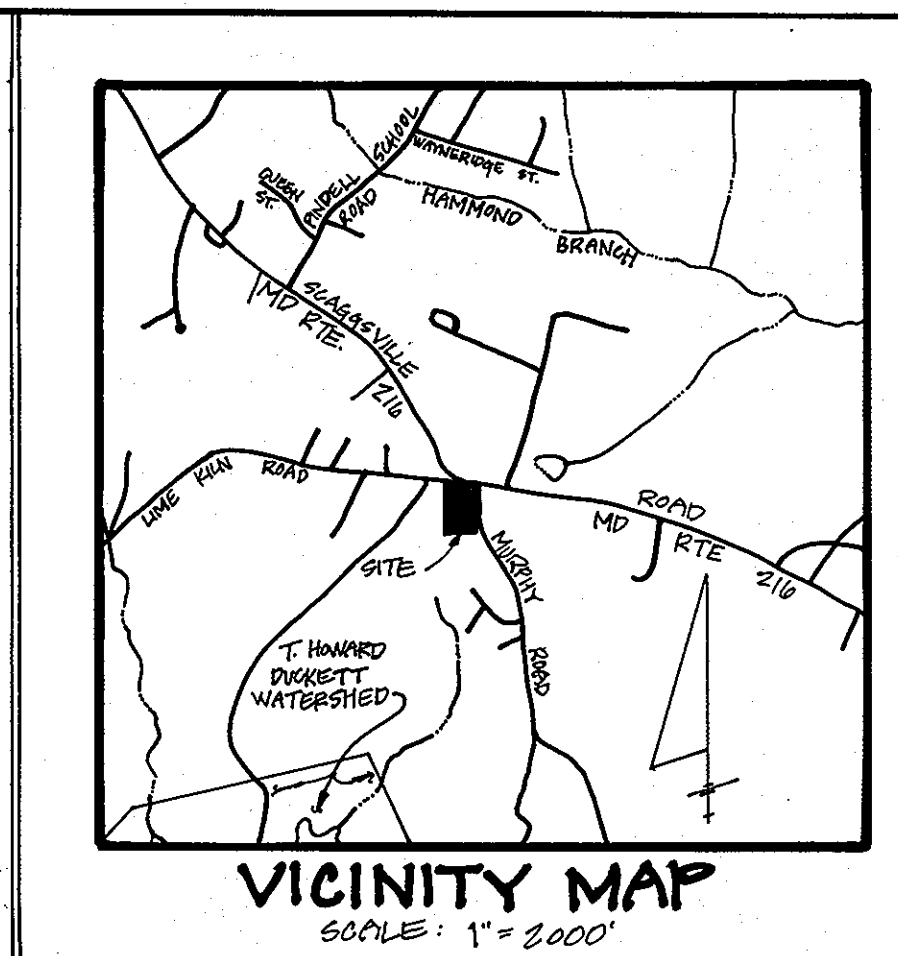 SCHOOL
WAYNERIDGE ST.
QUEEN
ST.
PINDELL
ROAD
HAMMOND
BRANCH
SCAGGSVILLE
MD RTE.
216
LIME KILN ROAD
ROAD
MD RTE
216
SITE
MURPHY
ROAD
T. HOWARD
DUCKETT
WATERSHED
VICINITY MAP
SCALE: 1" = 2000'